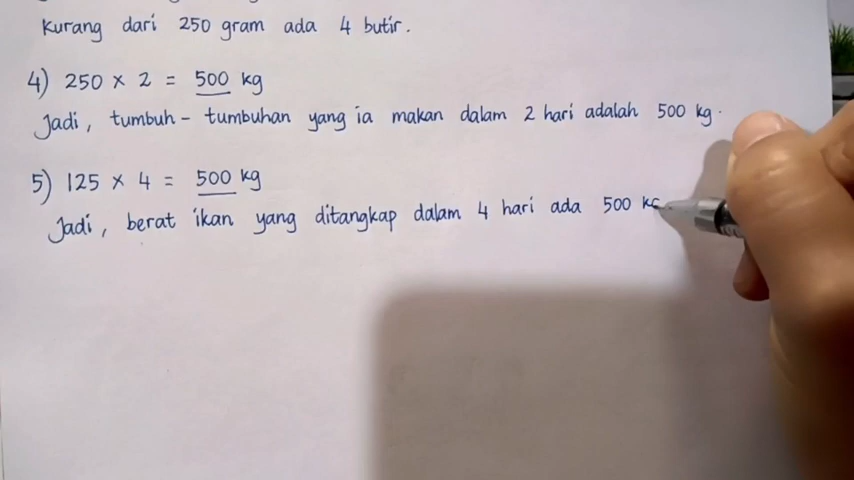 Kurang dari 250 gram ada 4 butir.
4) 250 x 2 = 500 kg
Jadi, tumbuh - tumbuhan yang ia makan dalam 2 hari adalah 500 kg.
5) 125 x 4 = 500 kg
Jadi, berat ikan yang ditangkap dalam 4 hari ada 500